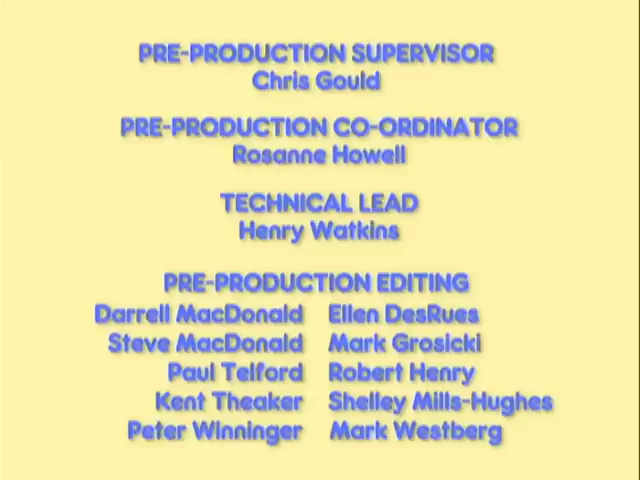 PRE-PRODUCTION SUPERVISOR
Chris Gould
PRE-PRODUCTION CO-ORDINATOR
Rosanne Howell
TECHNICAL LEAD
Henry Watkins
PRE-PRODUCTION EDITING
Darrell MacDonald Ellen DesRues
Steve MacDonald Mark Grosicki
Paul Telford Robert Henry
Kent Theaker Shelley Mills-Hughes
Peter Winninger Mark Westberg